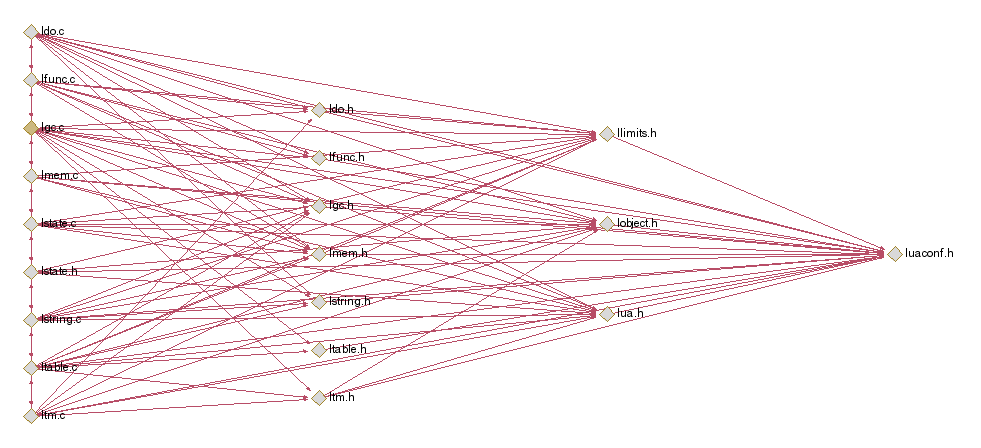 ldo.c
lfunc.c
lgc.c
lmem.c
lstate.c
lstate.h
lstring.c
ltable.c
ltm.c
ldo.h
lfunc.h
lgc.h
lmem.h
lstring.h
ltable.h
ltm.h
llimits.h
lobject.h
lua.h
luaconf.h